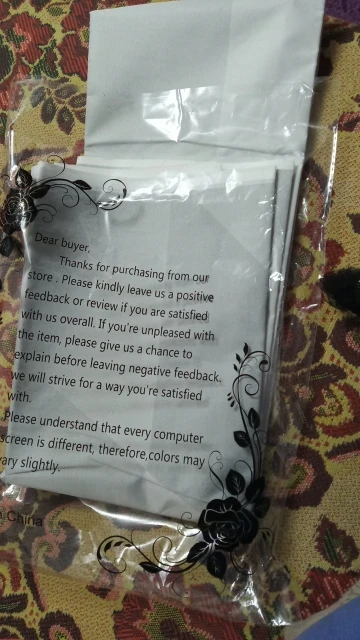 Dear buyer,
Thanks for purchasing from our
store . Please kindly leave us a positive
feedback or review if you are satisfied
with us overall. If you're unpleased with
the item, please give us a chance to
explain before leaving negative feedback.
we will strive for a way you're satisfied
with.
please understand that every computer
screen is different, therefore,colors may
vary slightly.
China